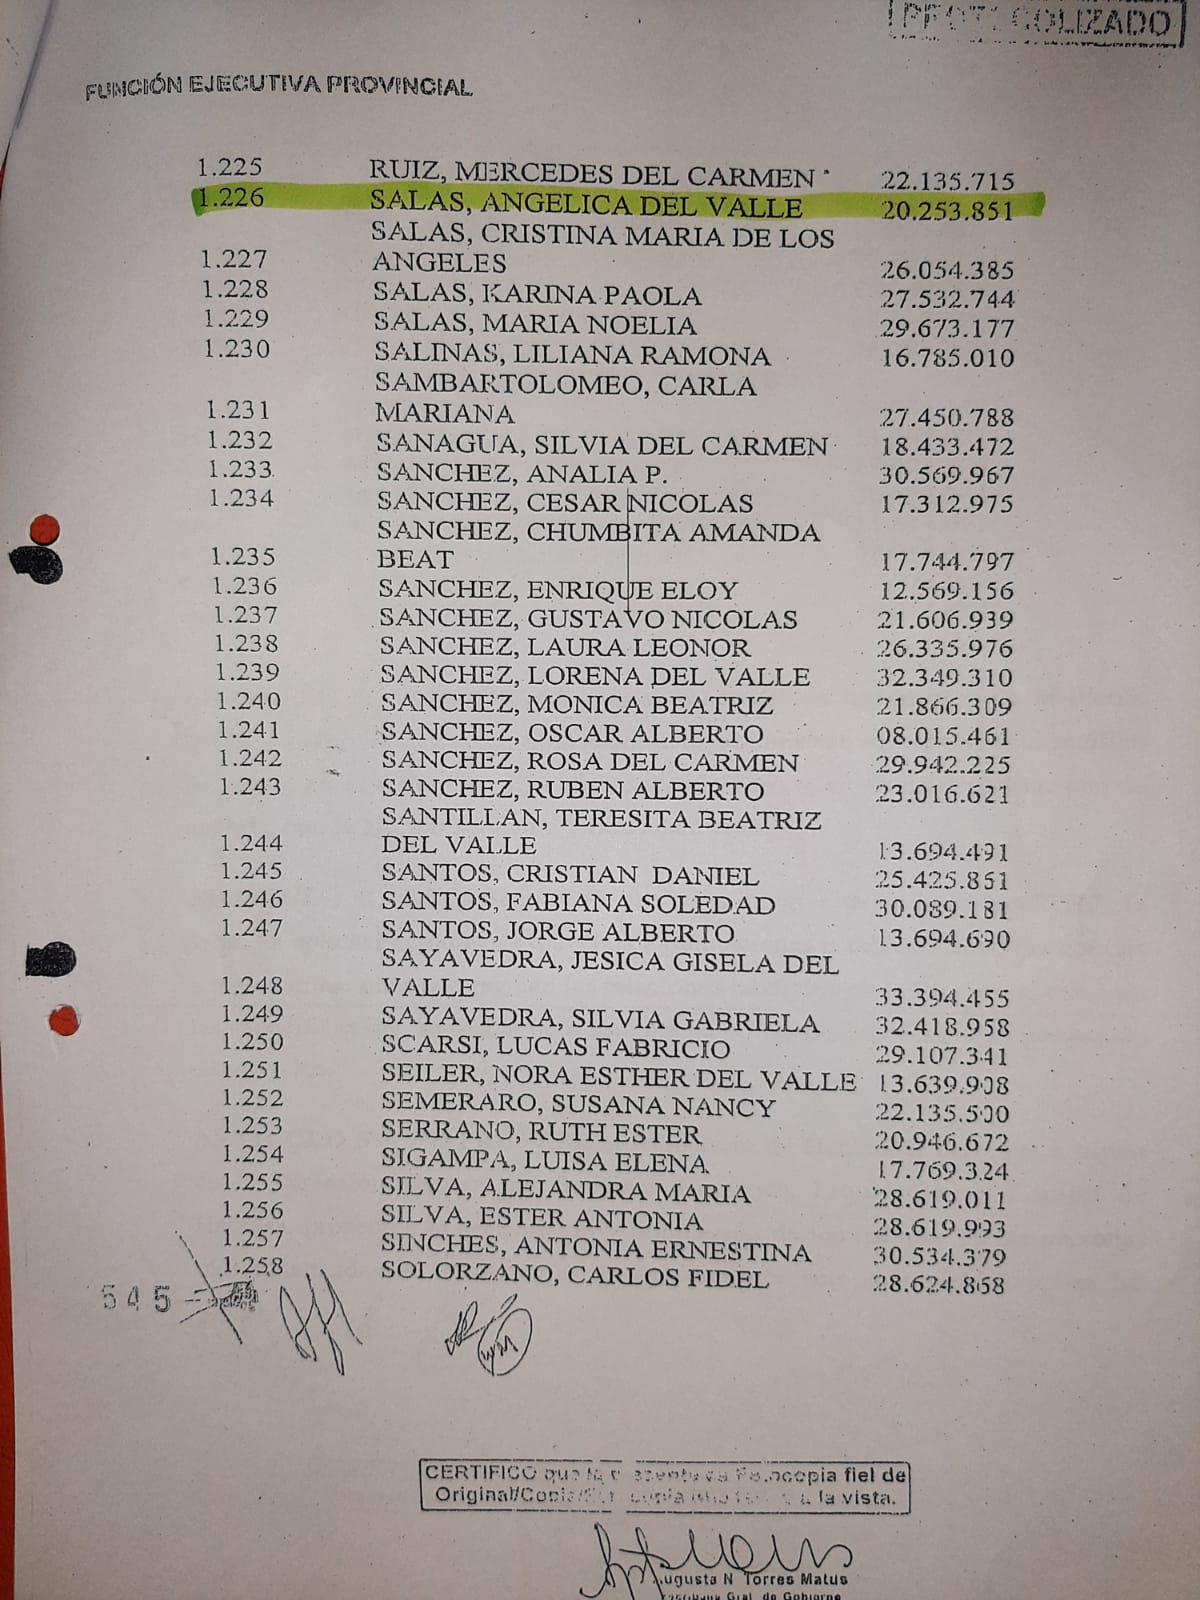 PROTOCOLIZADO
FUNCIÓN EJECUTIVA PROVINCIAL
1.225 RUIZ, MERCEDES DEL CARMEN 22.135.715
1.226 SALAS, ANGELICA DEL VALLE 20.253.851
SALAS, CRISTINA MARIA DE LOS
1.227 ANGELES 26.054.385
1.228 SALAS, KARINA PAOLA 27.532.744
1.229 SALAS, MARIA NOELIA 29.673.177
1.230 SALINAS, LILIANA RAMONA 16.785.010
SAMBARTOLOMEO, CARLA
1.231 MARIANA 27.450.788
1.232 SANAGUA, SILVIA DEL CARMEN 18.433.472
1.233 SANCHEZ, ANALIA P. 30.569.967
1.234 SANCHEZ, CESAR NICOLAS 17.312.975
SANCHEZ, CHUMBITA AMANDA
1.235 BEAT 17.744.797
1.236 SANCHEZ, ENRIQUE ELOY 12.569.156
1.237 SANCHEZ, GUSTAVO NICOLAS 21.606.939
1.238 SANCHEZ, LAURA LEONOR 26.335.976
1.239 SANCHEZ, LORENA DEL VALLE 32.349.310
1.240 SANCHEZ, MONICA BEATRIZ 21.866.309
1.241 SANCHEZ, OSCAR ALBERTO 08.015.461
1.242 SANCHEZ, ROSA DEL CARMEN 29.942.225
1.243 SANCHEZ, RUBEN ALBERTO 23.016.621
SANTILLAN, TERESITA BEATRIZ
1.244 DEL VALLE 13.694.491
1.245 SANTOS, CRISTIAN DANIEL 25.425.851
1.246 SANTOS, FABIANA SOLEDAD 30.089.181
1.247 SANTOS, JORGE ALBERTO 13.694.690
SAYAVEDRA, JESICA GISELA DEL
1.248 VALLE 33.394.455
1.249 SAYAVEDRA, SILVIA GABRIELA 32.418.958
1.250 SCARSI, LUCAS FABRICIO 29.107.341
1.251 SEILER, NORA ESTHER DEL VALLE 13.639.908
1.252 SEMERARO, SUSANA NANCY 22.135.500
1.253 SERRANO, RUTH ESTER 20.946.672
1.254 SIGAMPA, LUISA ELENA 17.769.324
1.255 SILVA, ALEJANDRA MARIA 28.619.011
1.256 SILVA, ESTER ANTONIA 28.619.993
1.257 SINCHES, ANTONIA ERNESTINA 30.534.379
1.258 SOLORZANO, CARLOS FIDEL 28.624.868
545
CERTIFICO que la fotocopia fiel de
Original/Copia a la vista.
Augusta N Torres Matus
Gral. de Gobierno